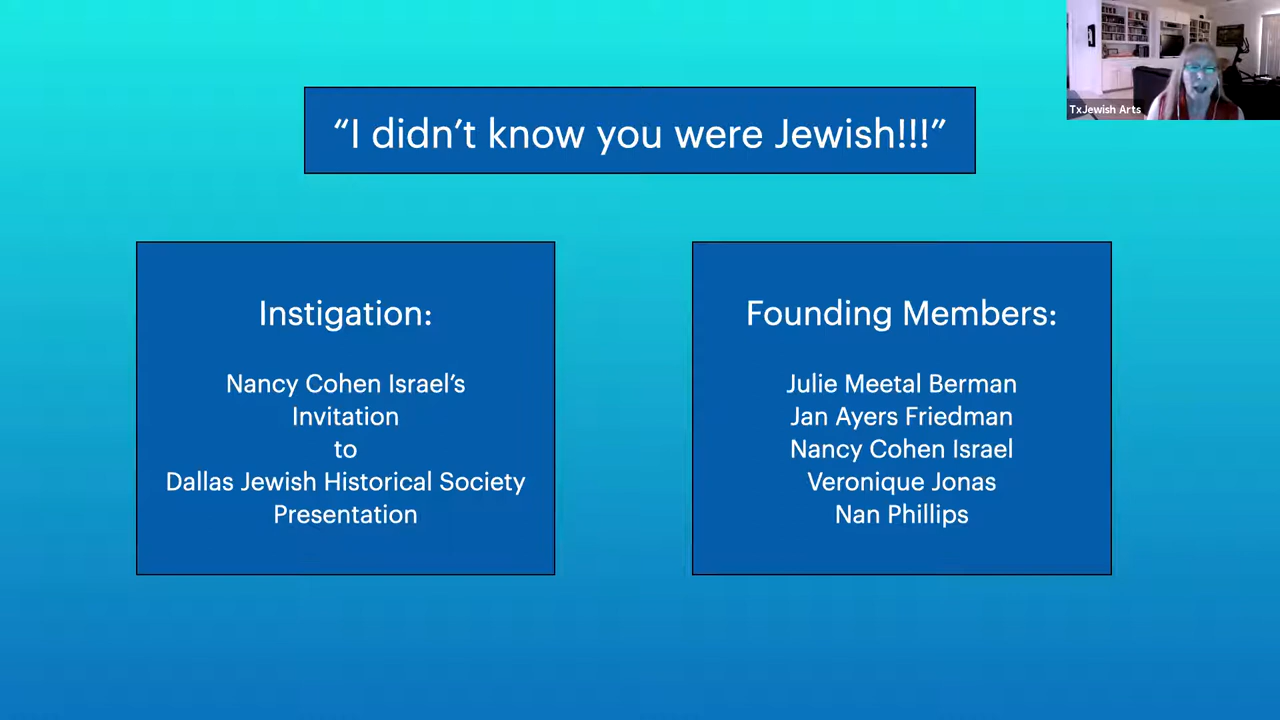 TxJewish Arts
“I didn’t know you were Jewish!!!”
Instigation:
Nancy Cohen Israel’s
Invitation
to
Dallas Jewish Historical Society
Presentation
Founding Members:
Julie Meetal Berman
Jan Ayers Friedman
Nancy Cohen Israel
Veronique Jonas
Nan Phillips